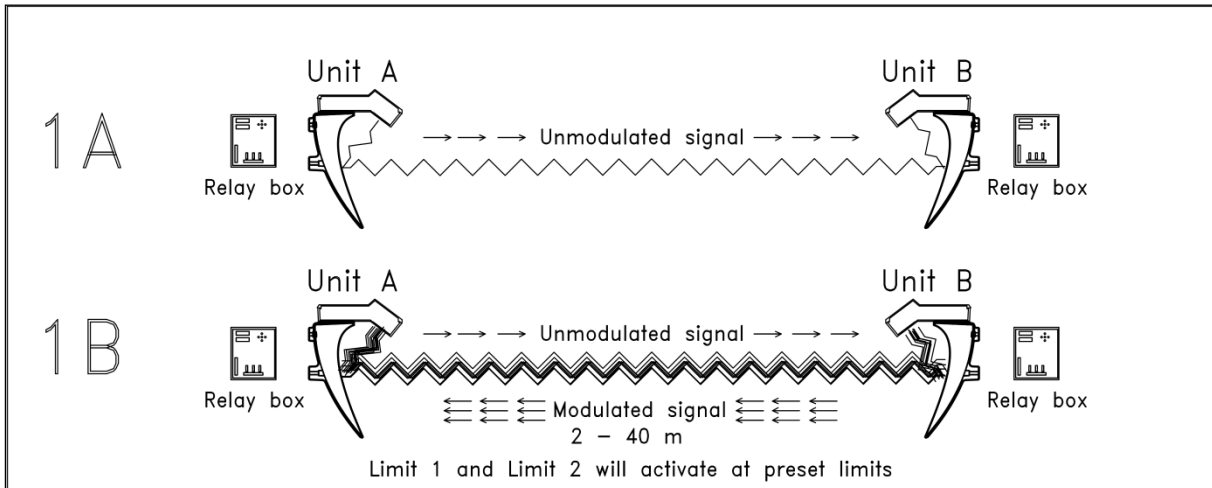 1A
Unit A
Unit B
Unmodulated signal
Relay box
Relay box
1B
Unit A
Unit B
Unmodulated signal
Relay box
Relay box
Modulated signal
2 - 40 m
Limit 1 and Limit 2 will activate at preset limits